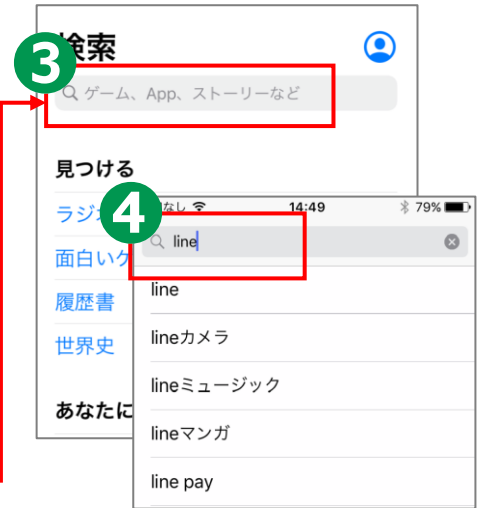 3
検索
ゲーム、App、ストーリーなど
見つける
ラジ
面白い
履歴書
世界史
あなたに
4
なし 14:49 79%
line
line
lineカメラ
lineミュージック
lineマンガ
line pay